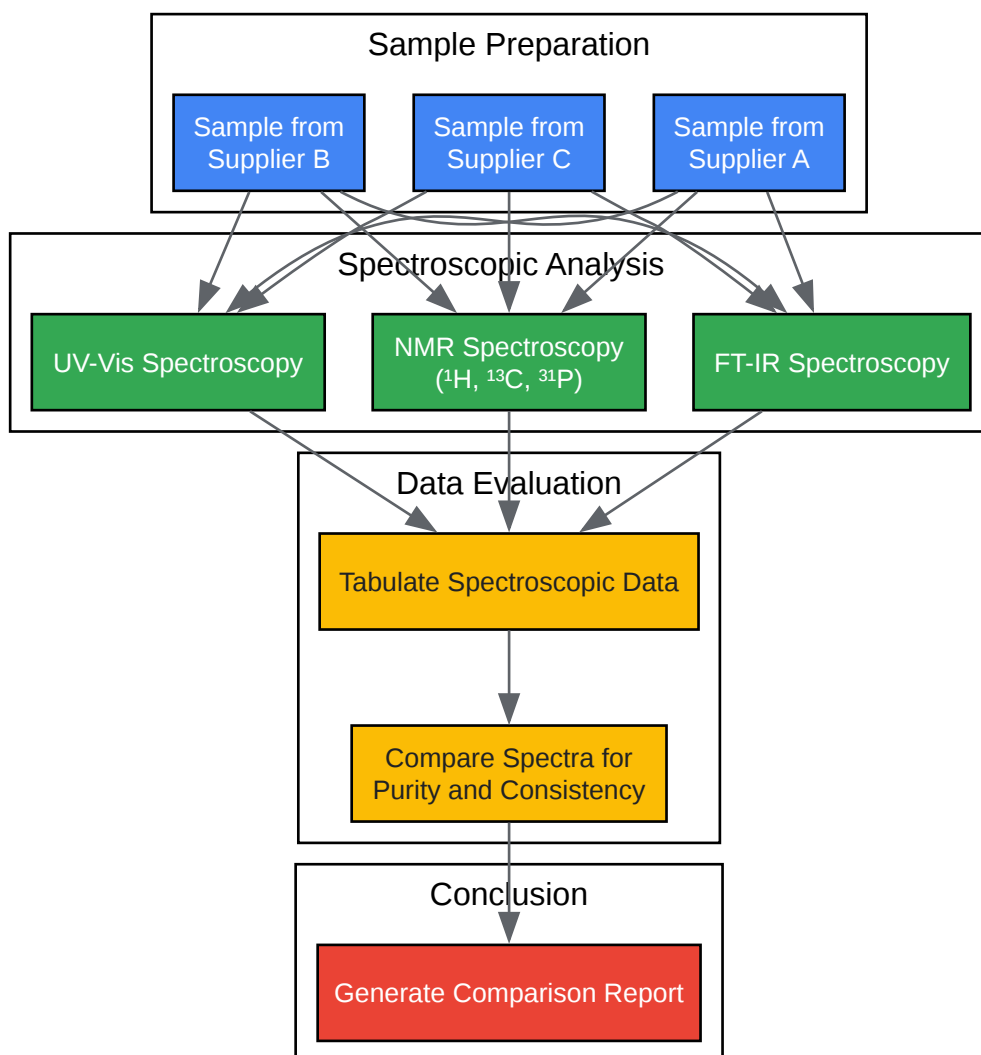 Sample Preparation
Sample from
Supplier B
Sample from
Supplier C
Sample from
Supplier A
Spectroscopic Analysis
UV-Vis Spectroscopy
NMR Spectroscopy
(¹H, ¹³C, ³¹P)
FT-IR Spectroscopy
Data Evaluation
Tabulate Spectroscopic Data
Compare Spectra for
Purity and Consistency
Conclusion
Generate Comparison Report